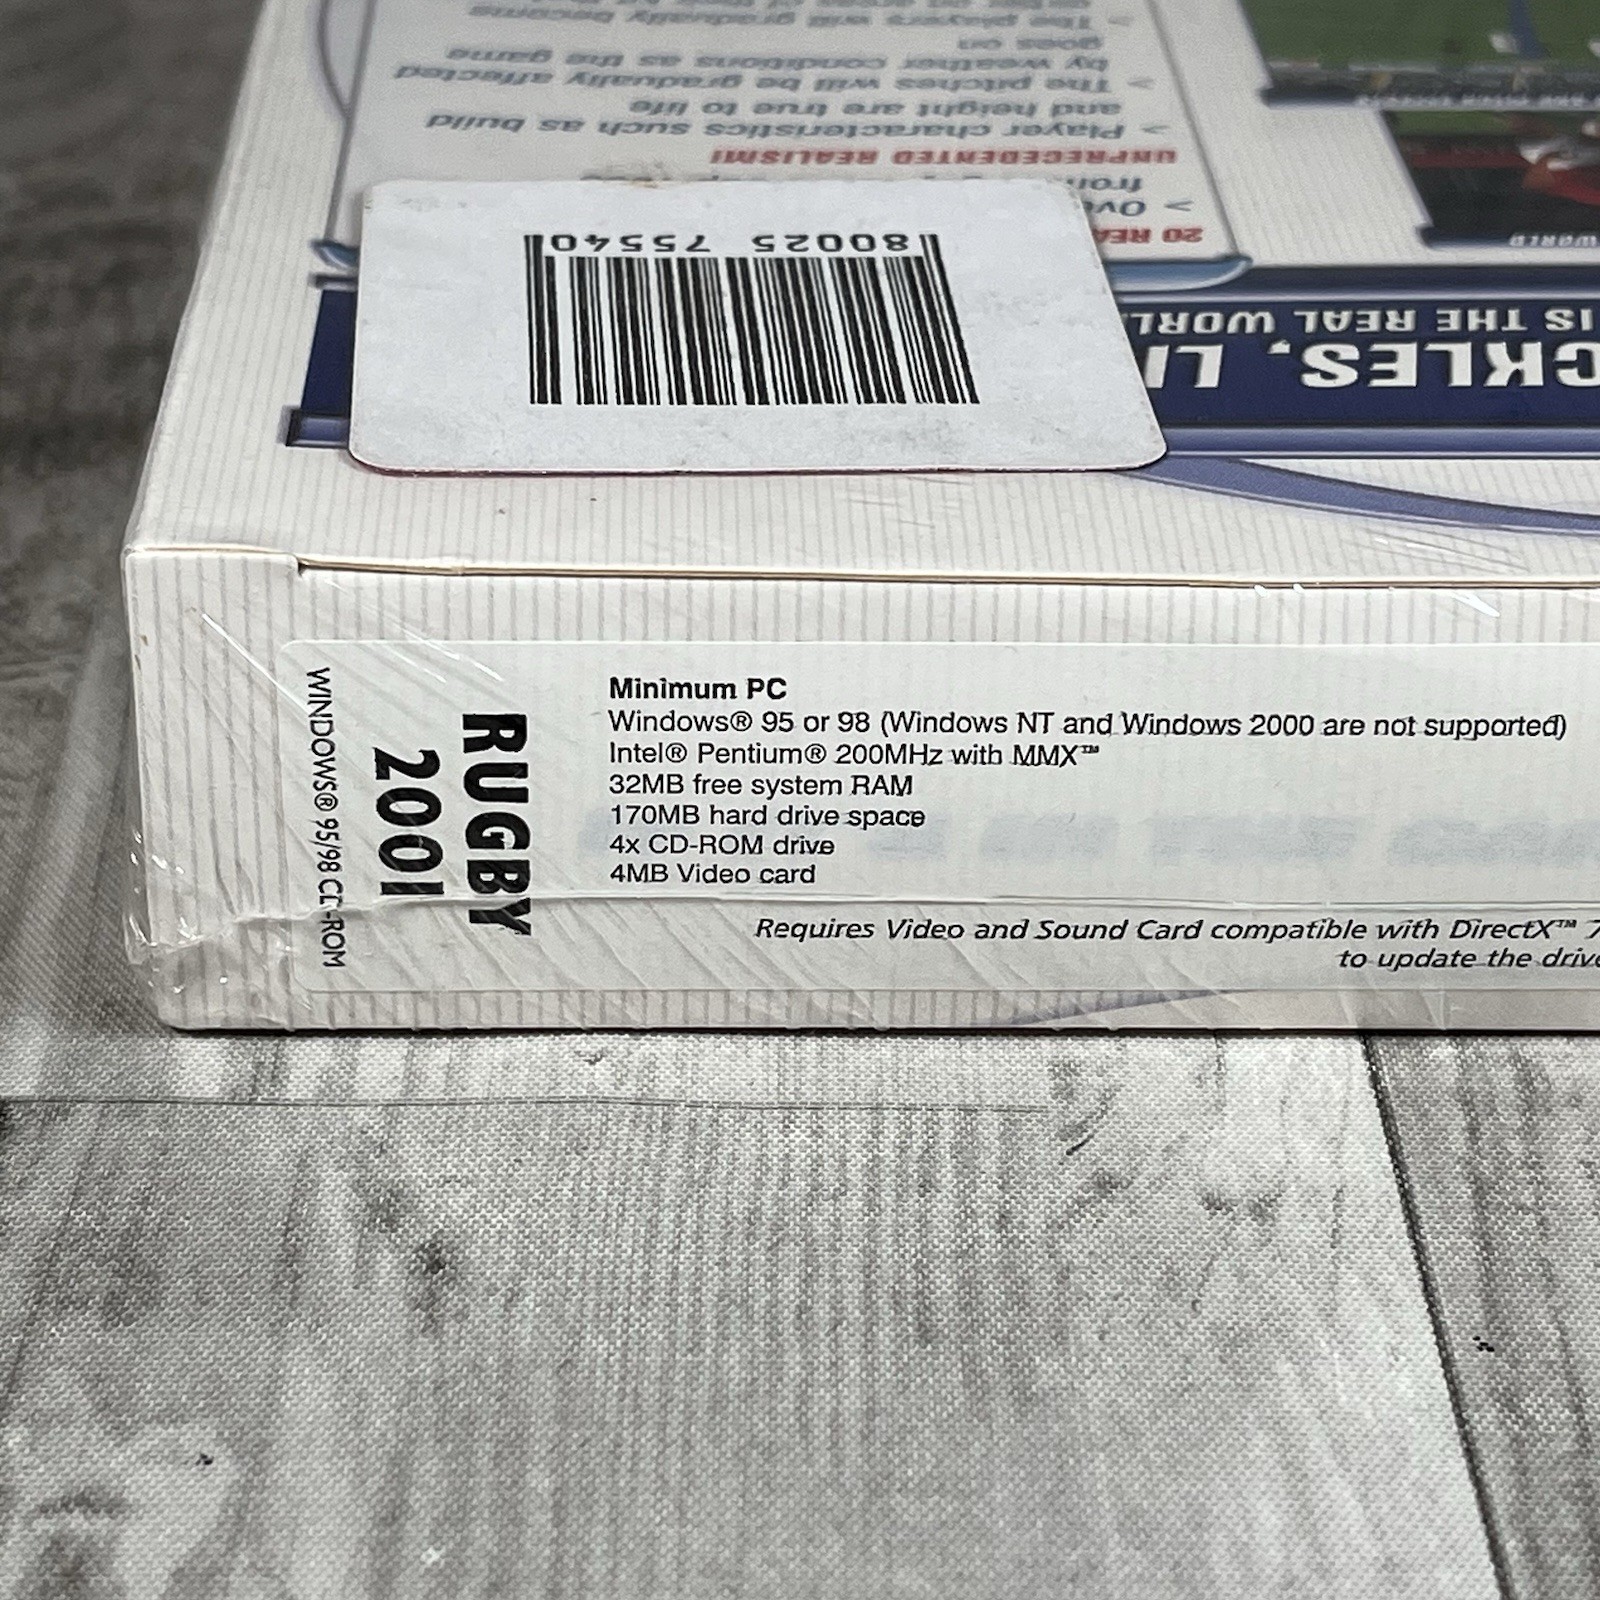 > The players will gradually become
goes on
by weather conditions as the game
> The pitches will be gradually affected
and height are true to life
> Player characteristics such as build
UNPRECEDENTED REALISM!
from
>
20
80025 75540
IS THE REAL
WORLD
Minimum PC
Windows® 95 or 98 (Windows NT and Windows 2000 are not supported)
Intel® Pentium® 200MHz with MMX™
32MB free system RAM
170MB hard drive space
4x CD-ROM drive
4MB Video card
Requires Video and Sound Card compatible with DirectX™ 7
to update the drive
RUGBY
2001
WINDOWS® 95/98 CD-ROM